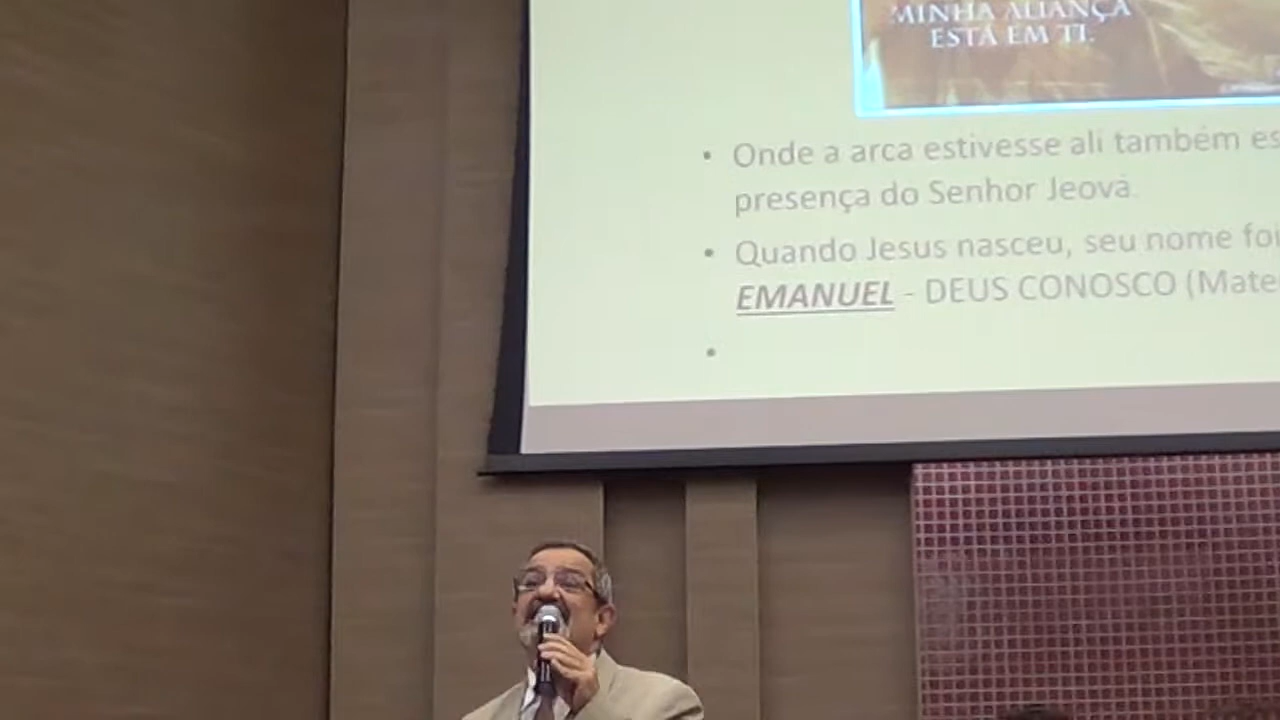 MINHA ALIANÇA
ESTÁ EM TI.
• Onde a arca estivesse ali também es
presença do Senhor Jeová.
• Quando Jesus nasceu, seu nome foi
EMANUEL - DEUS CONOSCO (Mate
•